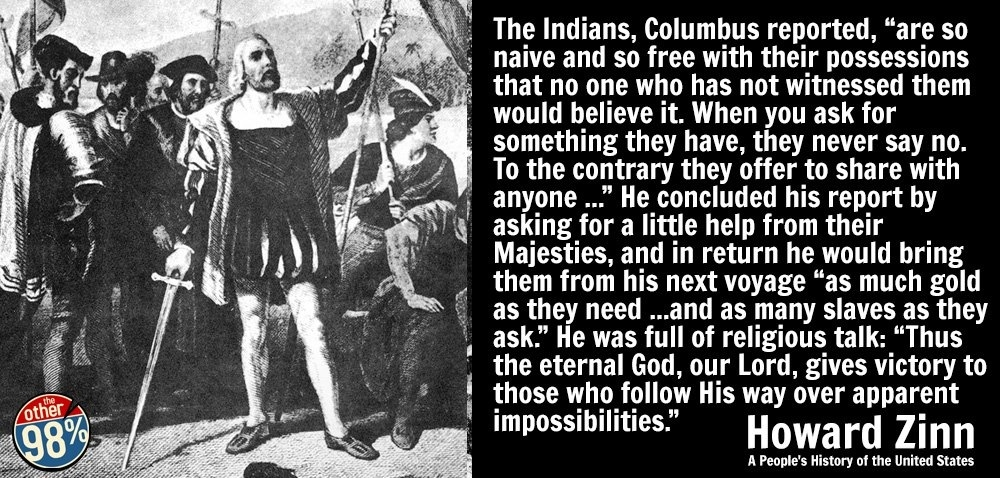 The Indians, Columbus reported, “are so
naive and so free with their possessions
that no one who has not witnessed them
would believe it. When you ask for
something they have, they never say no.
To the contrary they offer to share with
anyone ...” He concluded his report by
asking for a little help from their
Majesties, and in return he would bring
them from his next voyage “as much gold
as they need ...and as many slaves as they
ask.” He was full of religious talk: “Thus
the eternal God, our Lord, gives victory to
those who follow His way over apparent
impossibilities.”
Howard Zinn
A People's History of the United States
the
other
98%